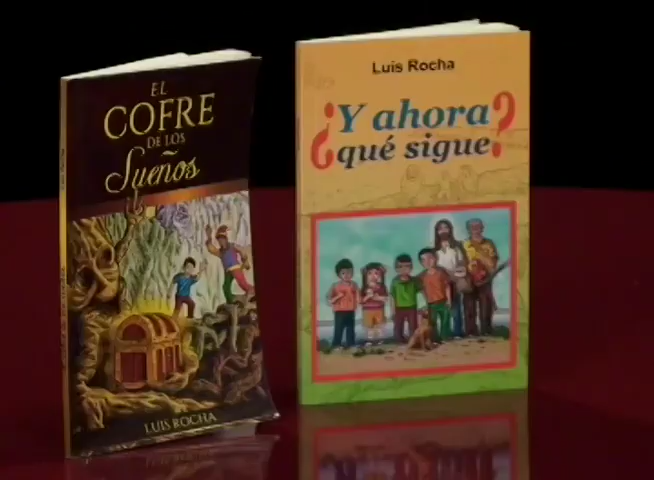 EL
COFRE
DE LOS
Sueños
LUIS ROCHA
Luis Rocha
¿Y ahora
qué sigue?